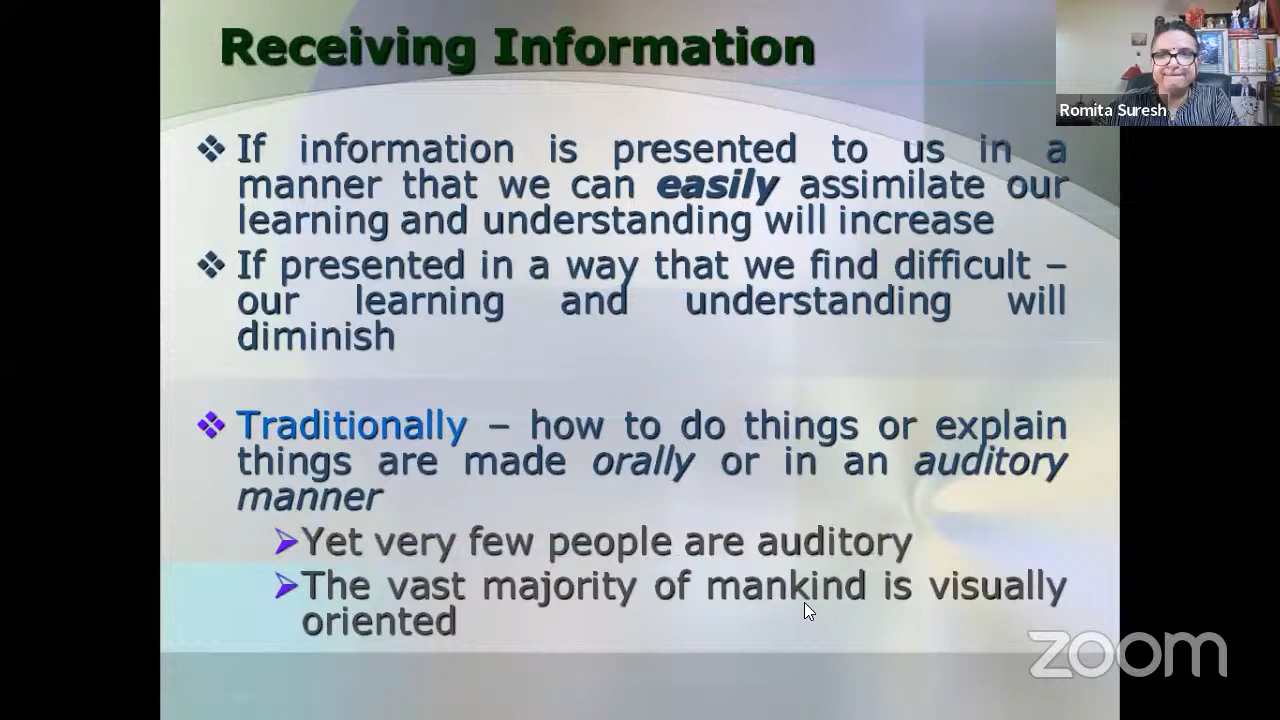 Receiving Information
Romita Suresh
❖ If information is presented to us in a
manner that we can easily assimilate our
learning and understanding will increase
❖ If presented in a way that we find difficult –
our learning and understanding will
diminish
❖ Traditionally – how to do things or explain
things are made orally or in an auditory
manner
➢ Yet very few people are auditory
➢ The vast majority of mankind is visually
oriented
zoom